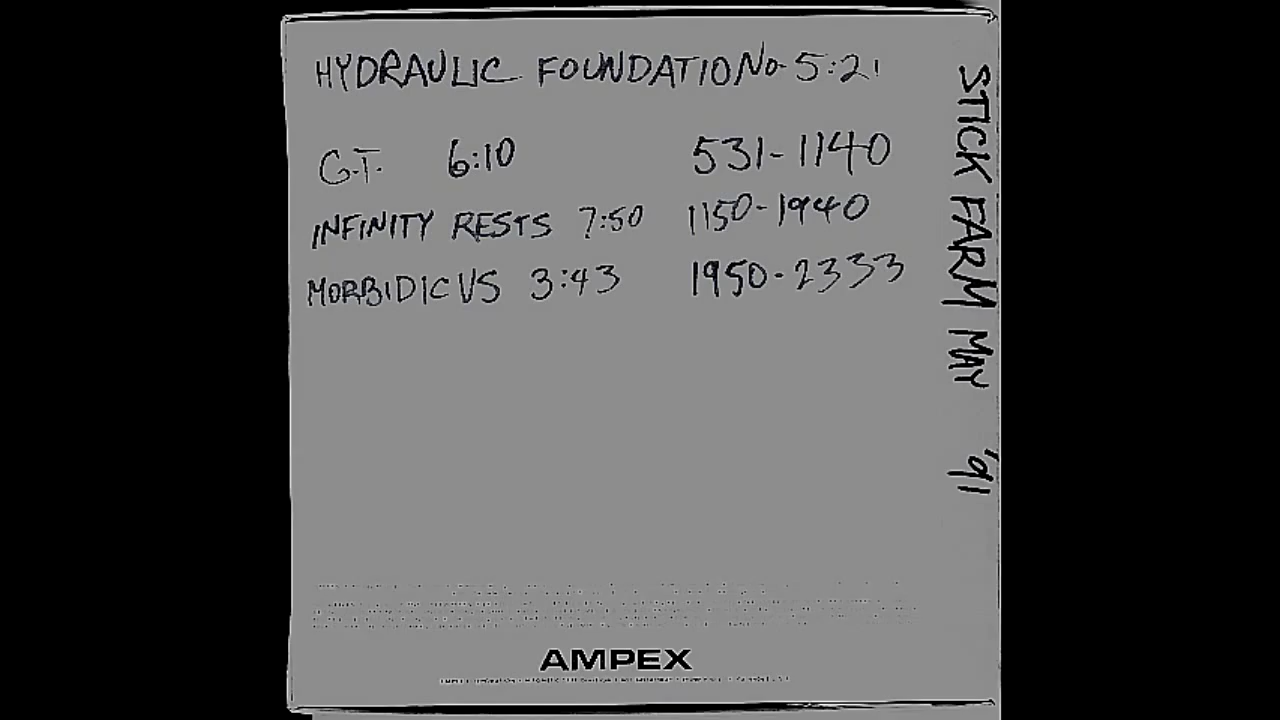 HYDRAULIC FOUNDATION 0-5:21
G.T. 6:10 531-1140
INFINITY RESTS 7:50 1150-1940
MORBIDICUS 3:43 1950-2333
STICK FARM MAY '91
AMPEX